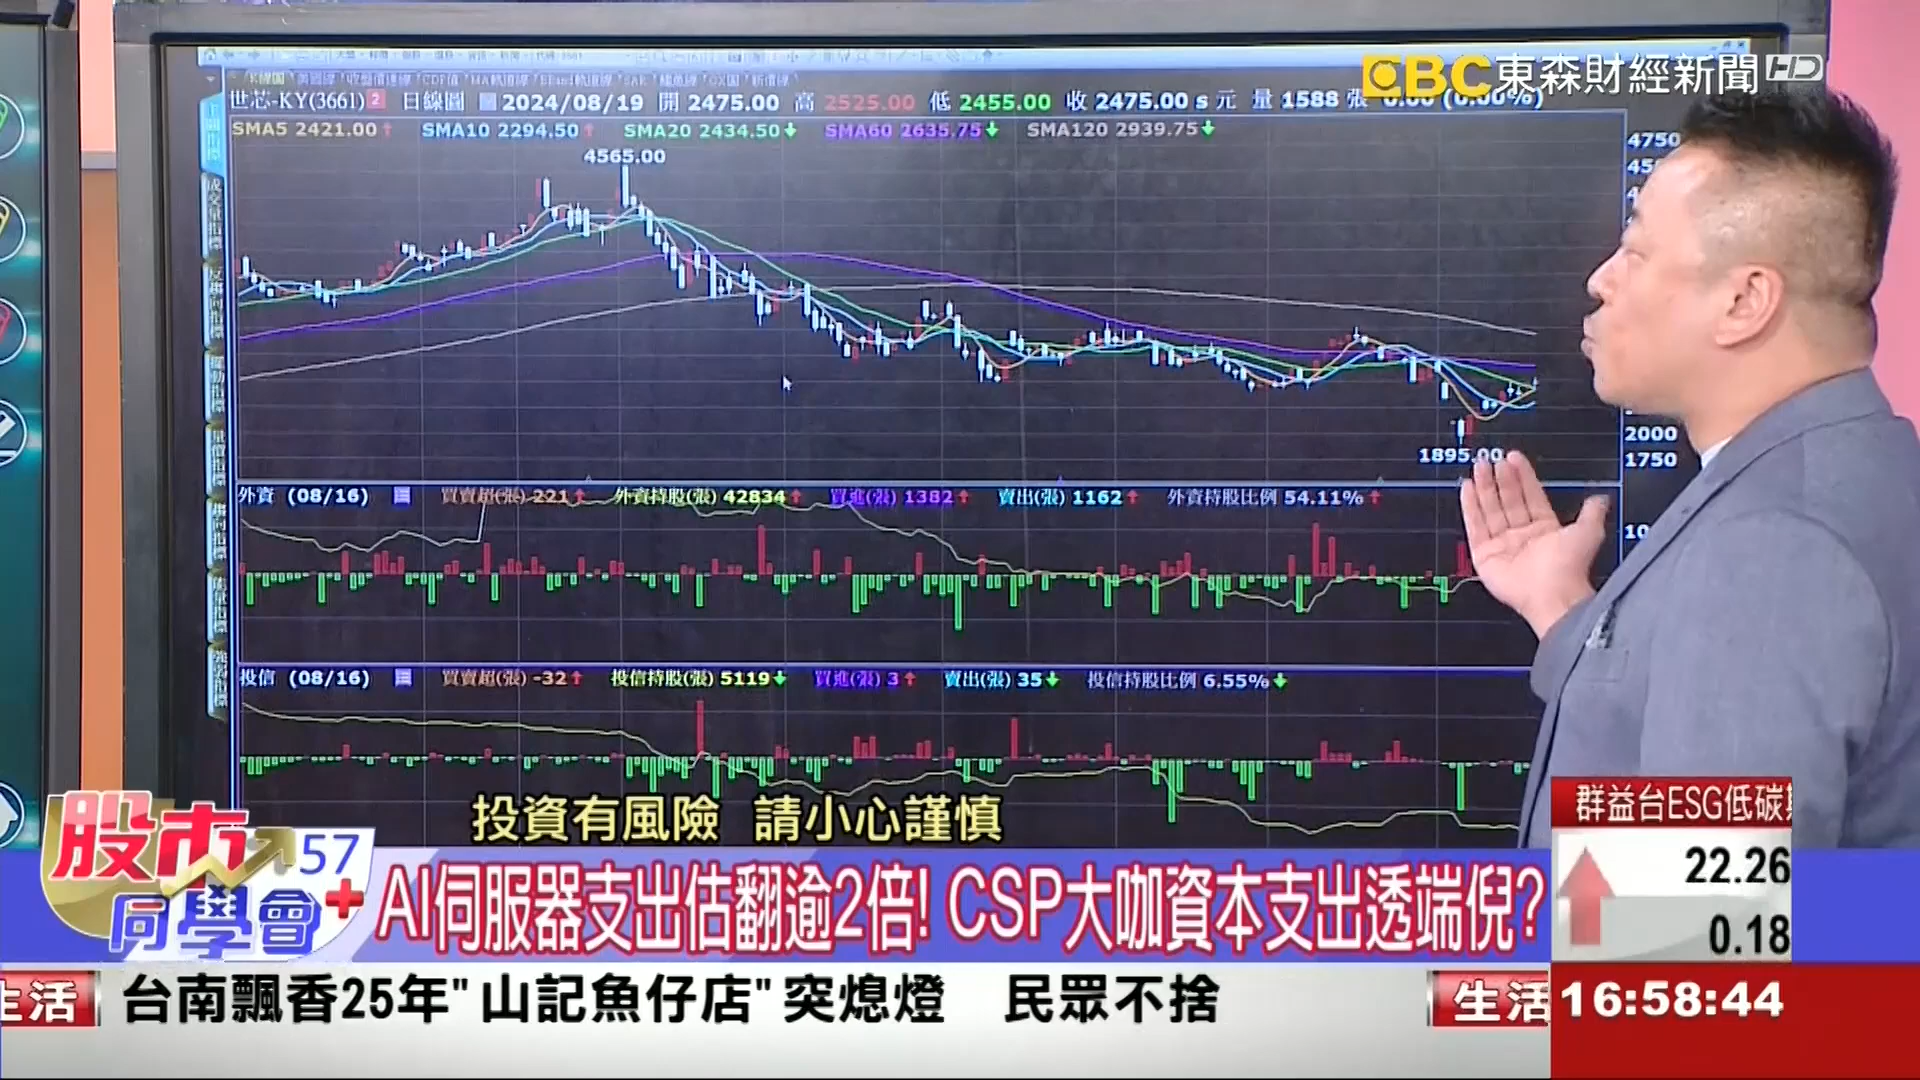 EBC東森財經新聞HD
世芯-KY(3661) 2 日線圖 2024/08/19 開 2475.00 高 2525.00 低 2455.00 收 2475.00 s 元 量 1588 張 0.00 (0.00%)
SMA5 2421.00↑ SMA10 2294.50↑ SMA20 2434.50↓ SMA60 2635.75↓ SMA120 2939.75↓
4750
4565.00
2000
1895.00
1750
外資 (08/16) 買賣超(張) 221↑ 外資持股(張) 42834↑ 買進(張) 1382↑ 賣出(張) 1162↑ 外資持股比例 54.11%↑
投信 (08/16) 買賣超(張) -32↑ 投信持股(張) 5119↓ 買進(張) 3↑ 賣出(張) 35↓ 投信持股比例 6.55%↓
投資有風險 請小心謹慎
股市同學會 57+
AI伺服器支出估翻逾2倍! CSP大咖資本支出透端倪?
群益台ESG低碳
22.26
0.18
生活 台南飄香25年"山記魚仔店"突熄燈 民眾不捨 生活
16:58:44